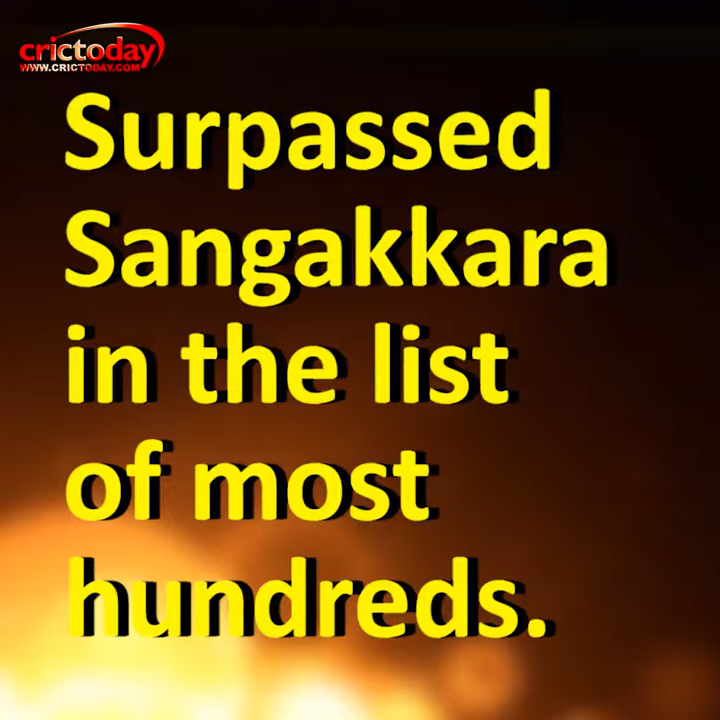 crictoday
WWW.CRICTODAY.COM
Surpassed
Sangakkara
in the list
of most
hundreds.